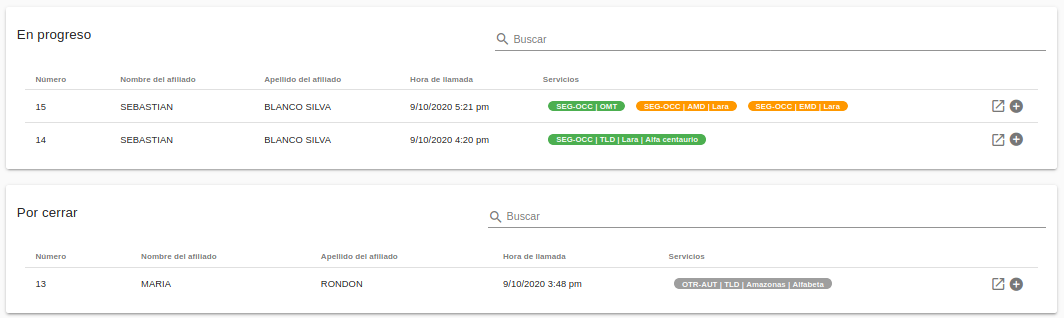 En progreso
Buscar
Número Nombre del afiliado Apellido del afiliado Hora de llamada Servicios
15 SEBASTIAN BLANCO SILVA 9/10/2020 5:21 pm SEG-OCC | OMT SEG-OCC | AMD | Lara SEG-OCC | EMD | Lara
14 SEBASTIAN BLANCO SILVA 9/10/2020 4:20 pm SEG-OCC | TLD | Lara | Alfa centaurio
Por cerrar
Buscar
Número Nombre del afiliado Apellido del afiliado Hora de llamada Servicios
13 MARIA RONDON 9/10/2020 3:48 pm OTR-AUT | TLD | Amazonas | Alfabeta